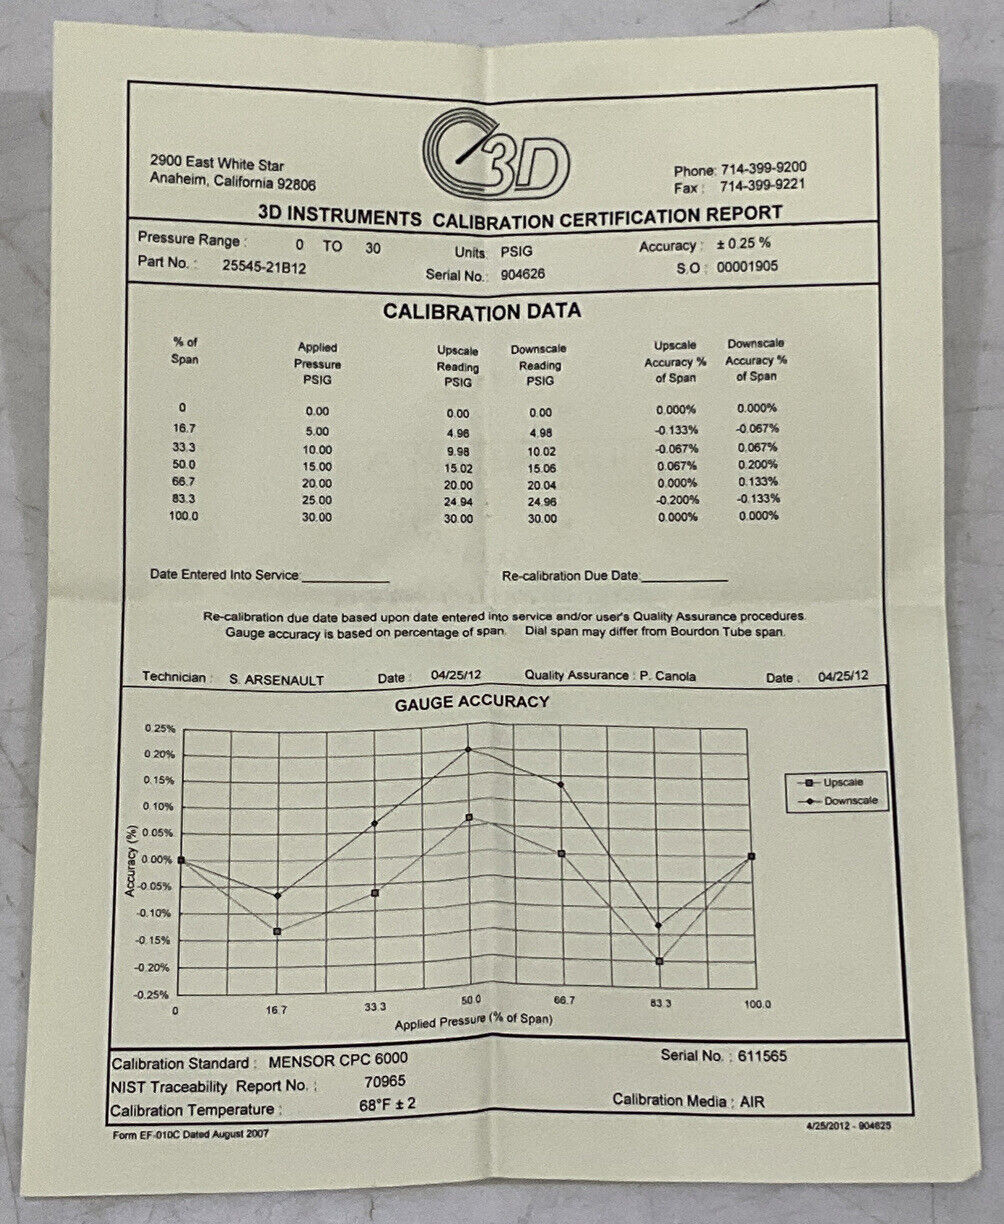 3D
2900 East White Star
Anaheim, California 92806
Phone: 714-399-9200
Fax : 714-399-9221
3D INSTRUMENTS CALIBRATION CERTIFICATION REPORT
Pressure Range : 0 TO 30 Units: PSIG Accuracy : ± 0.25 %
Part No. : 25545-21B12 Serial No.: 904626 S.O : 00001905
CALIBRATION DATA
% of Applied Upscale Downscale Upscale Downscale
Span Pressure Reading Reading Accuracy % Accuracy %
PSIG PSIG PSIG of Span of Span
0 0.00 0.00 0.00 0.000% 0.000%
16.7 5.00 4.96 4.98 -0.133% -0.067%
33.3 10.00 9.98 10.02 -0.067% 0.067%
50.0 15.00 15.02 15.06 0.067% 0.200%
66.7 20.00 20.00 20.04 0.000% 0.133%
83.3 25.00 24.94 24.96 -0.200% -0.133%
100.0 30.00 30.00 30.00 0.000% 0.000%
Date Entered Into Service: Re-calibration Due Date:
Re-calibration due date based upon date entered into service and/or user's Quality Assurance procedures.
Gauge accuracy is based on percentage of span. Dial span may differ from Bourdon Tube span.
Technician : S. ARSENAULT Date : 04/25/12 Quality Assurance : P. Canola Date : 04/25/12
GAUGE ACCURACY
0.25%
0.20%
0.15%
0.10%
0.05%
0.00%
-0.05%
-0.10%
-0.15%
-0.20%
-0.25%
Accuracy (%)
Upscale
Downscale
0 16.7 33.3 50.0 66.7 83.3 100.0
Applied Pressure (% of Span)
Calibration Standard : MENSOR CPC 6000 Serial No. : 611565
NIST Traceability Report No. : 70965
Calibration Temperature : 68°F ± 2 Calibration Media : AIR
Form EF-010C Dated August 2007
4/25/2012 - 904625